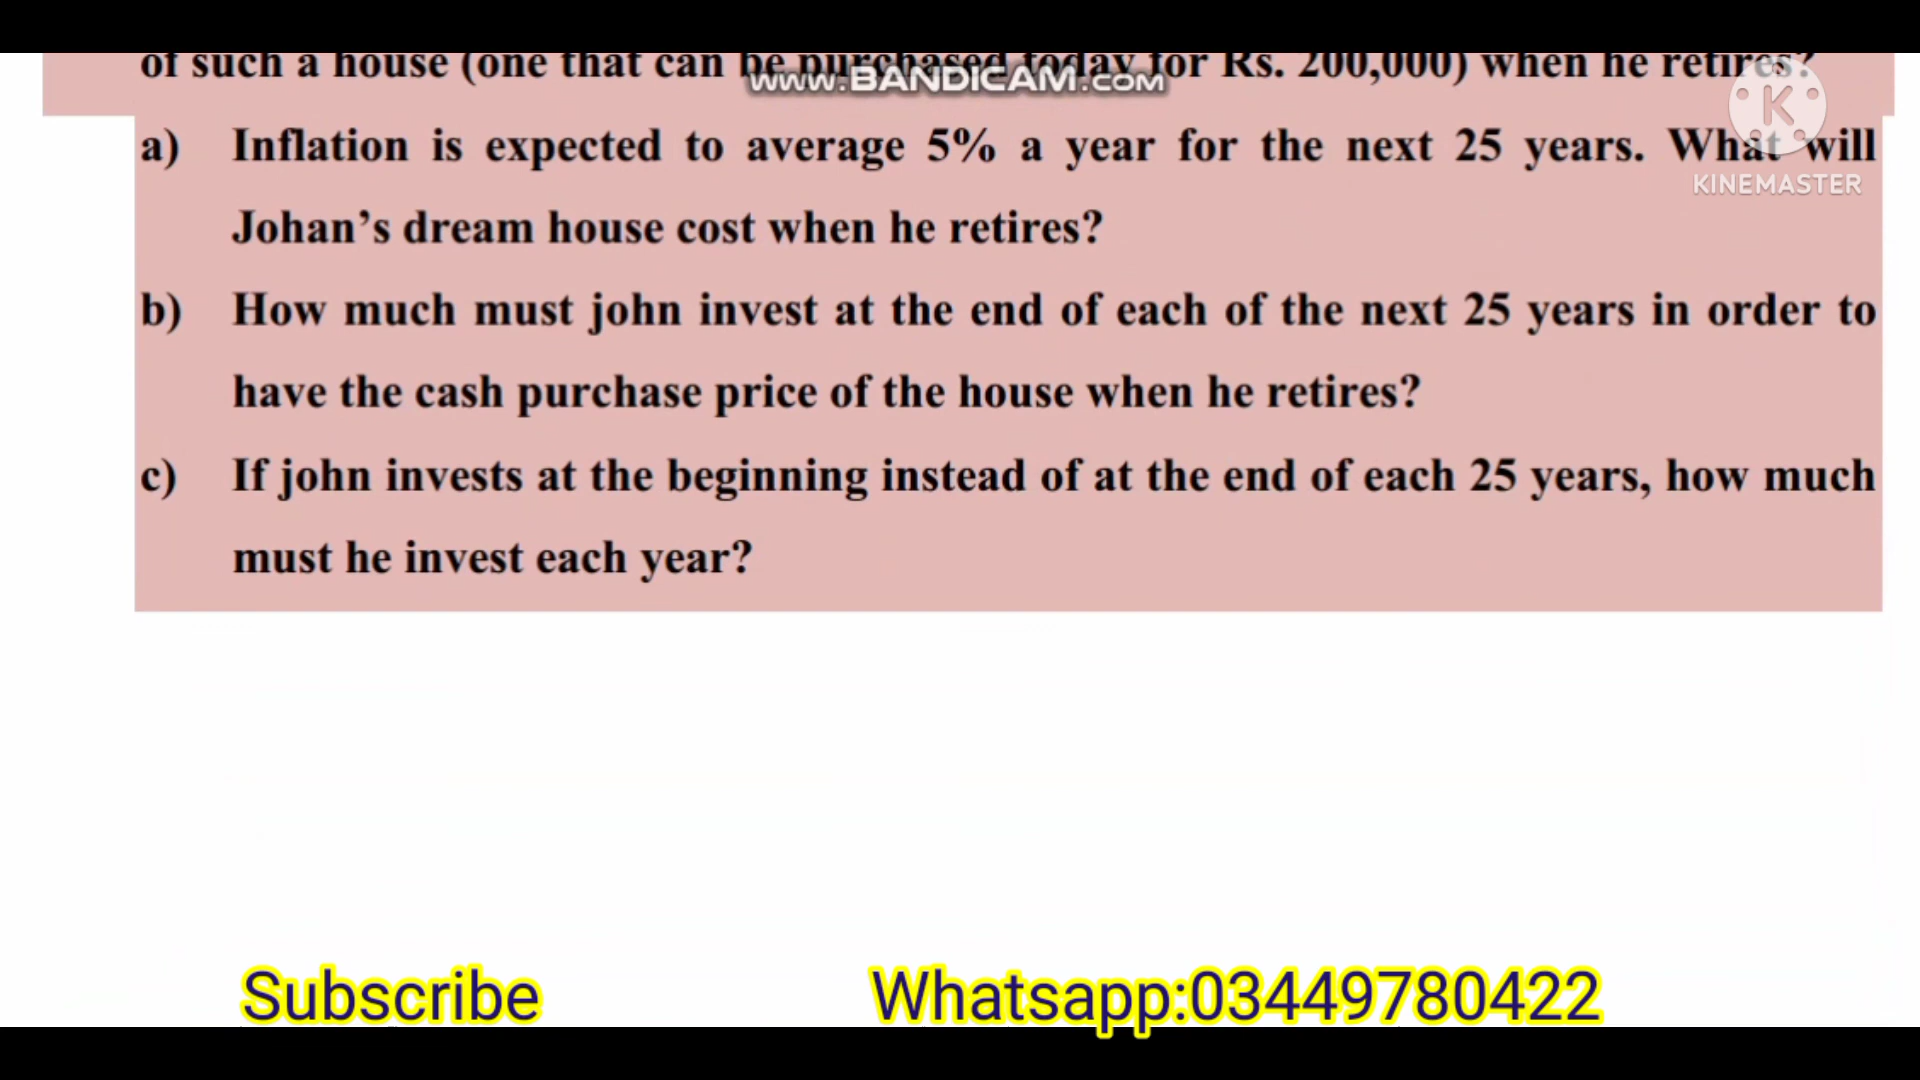 of such a house (one that can be purchased today for Rs. 200,000) when he retires?
www.BANDICAM.com
a) Inflation is expected to average 5% a year for the next 25 years. What will
KINEMASTER
Johan’s dream house cost when he retires?
b) How much must john invest at the end of each of the next 25 years in order to
have the cash purchase price of the house when he retires?
c) If john invests at the beginning instead of at the end of each 25 years, how much
must he invest each year?
Subscribe
Whatsapp:03449780422